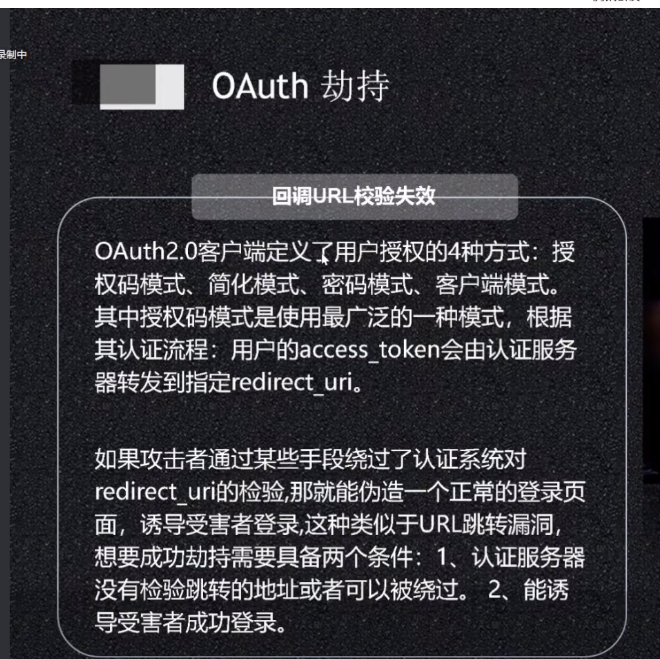 录制中
OAuth 劫持
回调URL校验失效
OAuth2.0客户端定义了用户授权的4种方式：授
权码模式、简化模式、密码模式、客户端模式。
其中授权码模式是使用最广泛的一种模式，根据
其认证流程：用户的access_token会由认证服务
器转发到指定redirect_uri。
如果攻击者通过某些手段绕过了认证系统对
redirect_uri的检验,那就能伪造一个正常的登录页
面，诱导受害者登录,这种类似于URL跳转漏洞，
想要成功劫持需要具备两个条件：1、认证服务器
没有检验跳转的地址或者可以被绕过。 2、能诱
导受害者成功登录。